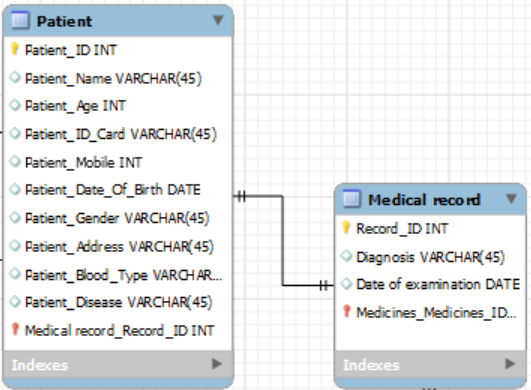 Patient
Patient_ID INT
Patient_Name VARCHAR(45)
Patient_Age INT
Patient_ID_Card VARCHAR(45)
Patient_Mobile INT
Patient_Date_Of_Birth DATE
Patient_Gender VARCHAR(45)
Patient_Address VARCHAR(45)
Patient_Blood_Type VARCHAR...
Patient_Disease VARCHAR(45)
Medical record_Record_ID INT
Indexes
Medical record
Record_ID INT
Diagnosis VARCHAR(45)
Date of examination DATE
Medicines_Medicines_ID...
Indexes